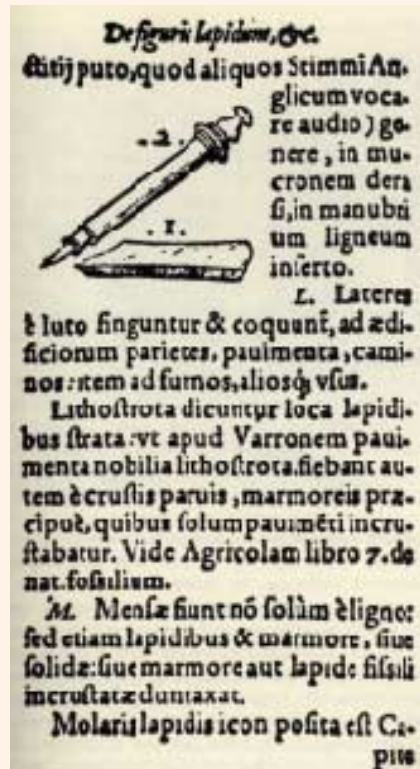 De figuris lapidum, &c.
ctitij puto, quod aliquos Stimmi An-
glicum voca-
re audio) ge-
nere, in mu-
cronem dera
si, in manubri
um ligneum
inserto.
.2.
.1.
L. Lateres
è luto finguntur & coquunt̃, ad ædi-
ficiorum parietes, pauimenta, cami-
nos: item ad furnos, aliosq́ vsus.
Lithoſtrota dicuntur loca lapidi-
bus ſtrata: vt apud Varronem paui-
menta nobilia lithoſtrota. fiebant au-
tem è cruſtis paruis, marmoreis præ-
cipuè, quibus ſolum pauimẽti incru-
ſtabatur. Vide Agricolam libro 7. de
nat. foſsilium.
M. Menſæ fiunt nõ ſolùm è ligno:
ſed etiam lapidibus & marmore, ſiue
ſolidæ: ſiue marmore aut lapide fiſsili
incruſtatæ duntaxat.
Molaris lapidis icon poſita eſt Ca-
pite